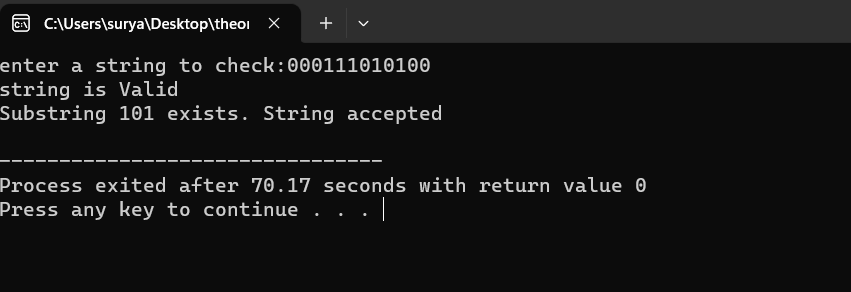 C:\Users\surya\Desktop\theor
enter a string to check:000111010100
string is Valid
Substring 101 exists. String accepted
--------------------------------
Process exited after 70.17 seconds with return value 0
Press any key to continue . . .